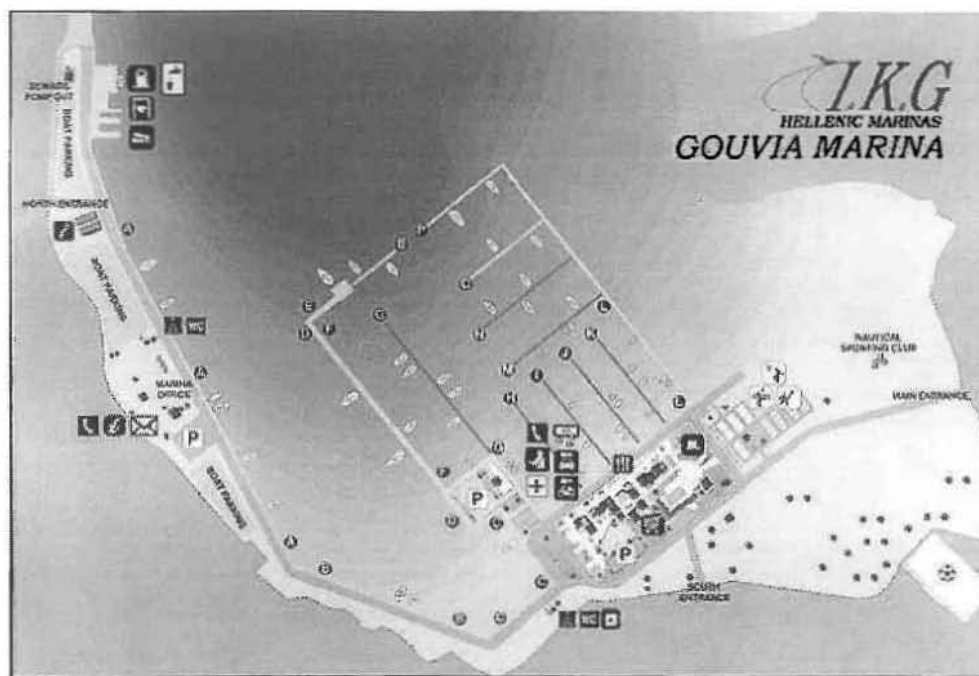 I.K.G
HELLENIC MARINAS
GOUVIA MARINA
SEWAGE
PUMP OUT
BOAT PARKING
NORTH ENTRANCE
A
BOAT PARKING
WC
A
MARINA
OFFICE
P
BOAT PARKING
A
B
B
C
C
C
WC
SOUTH
ENTRANCE
MAIN ENTRANCE
NAUTICAL
SPORTING CLUB
E
F
E
D
F
G
G
F
D
P
H
I
J
K
L
L
M
N
P